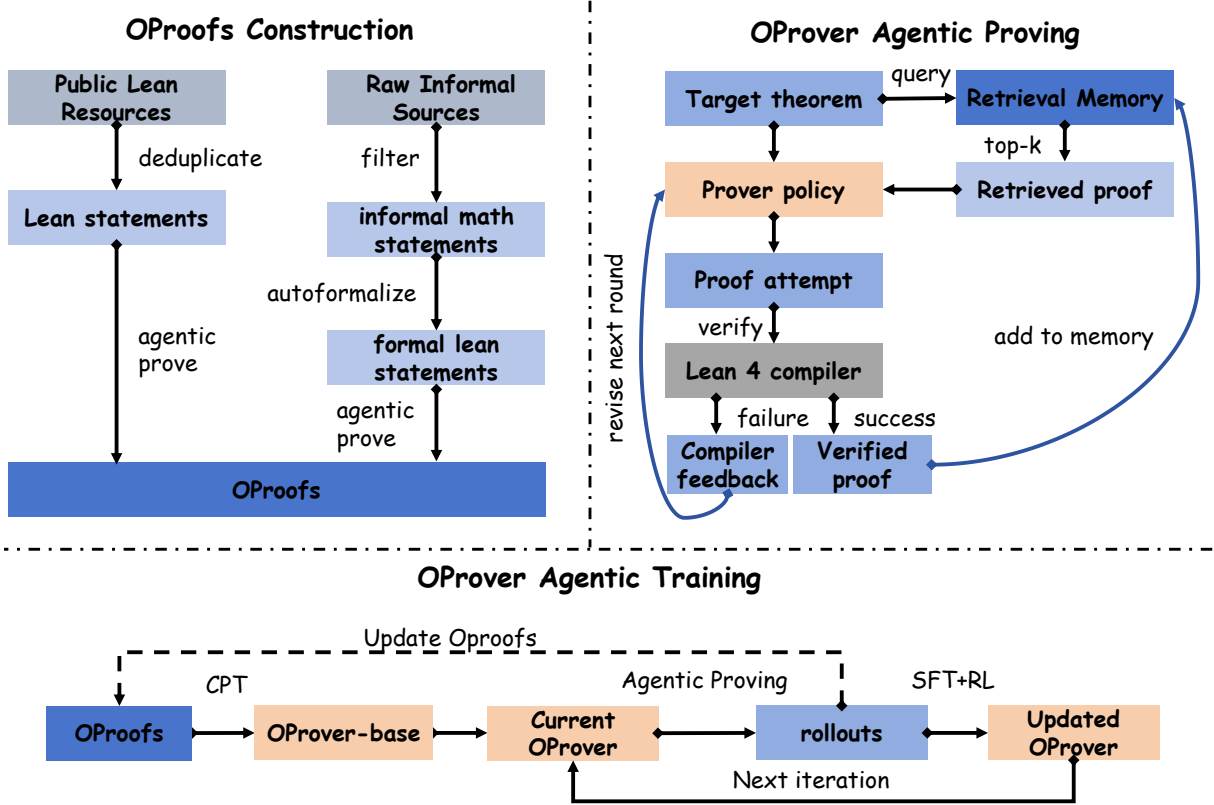 OProofs Construction
Public Lean
Resources
Raw Informal
Sources
deduplicate
filter
Lean statements
informal math
statements
autoformalize
agentic
prove
formal lean
statements
agentic
prove
OProofs
OProver Agentic Proving
query
Target theorem
Retrieval Memory
top-k
Prover policy
Retrieved proof
Proof attempt
verify
revise next round
add to memory
Lean 4 compiler
failure
success
Compiler
feedback
Verified
proof
OProver Agentic Training
Update Oproofs
CPT
Agentic Proving
SFT+RL
OProofs
OProver-base
Current
OProver
rollouts
Updated
OProver
Next iteration